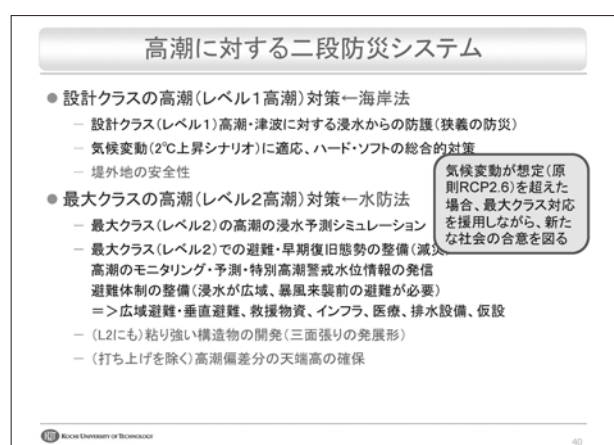 高潮に対する二段防災システム
● 設計クラスの高潮(レベル1高潮)対策←海岸法
－ 設計クラス(レベル1)高潮・津波に対する浸水からの防護(狭義の防災)
－ 気候変動(2℃上昇シナリオ)に適応、ハード・ソフトの総合的対策
－ 堤外地の安全性
● 最大クラスの高潮(レベル2高潮)対策←水防法
－ 最大クラス(レベル2)の高潮の浸水予測シミュレーション
－ 最大クラス(レベル2)での避難・早期復旧態勢の整備(減災
高潮のモニタリング・予測・特別高潮警戒水位情報の発信
避難体制の整備(浸水が広域、暴風来襲前の避難が必要)
＝＞広域避難・垂直避難、救援物資、インフラ、医療、排水設備、仮設
－ (L2にも)粘り強い構造物の開発(三面張りの発展形)
－ (打ち上げを除く)高潮偏差分の天端高の確保
気候変動が想定(原
則RCP2.6)を超えた
場合、最大クラス対応
を援用しながら、新た
な社会の合意を図る
KOCHI UNIVERSITY OF TECHNOLOGY
40